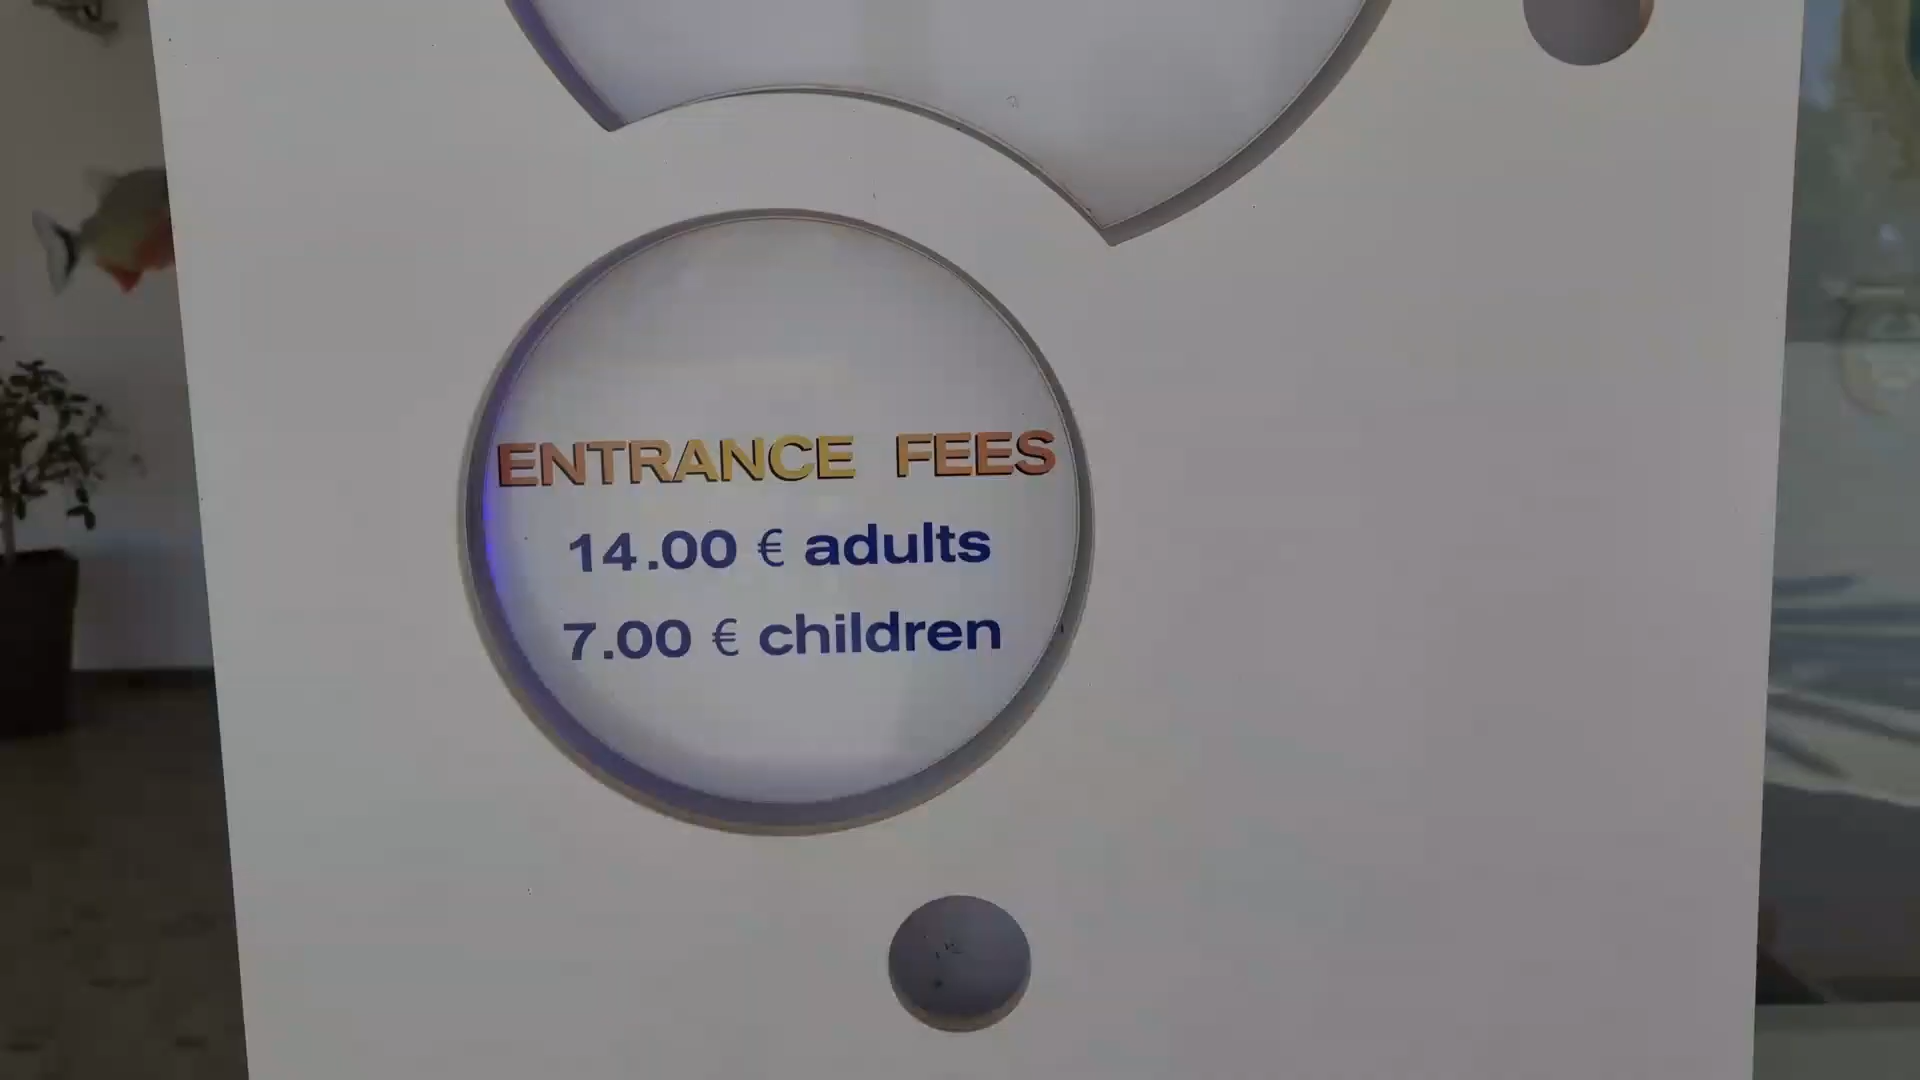 ENTRANCE FEES
14.00 € adults
7.00 € children